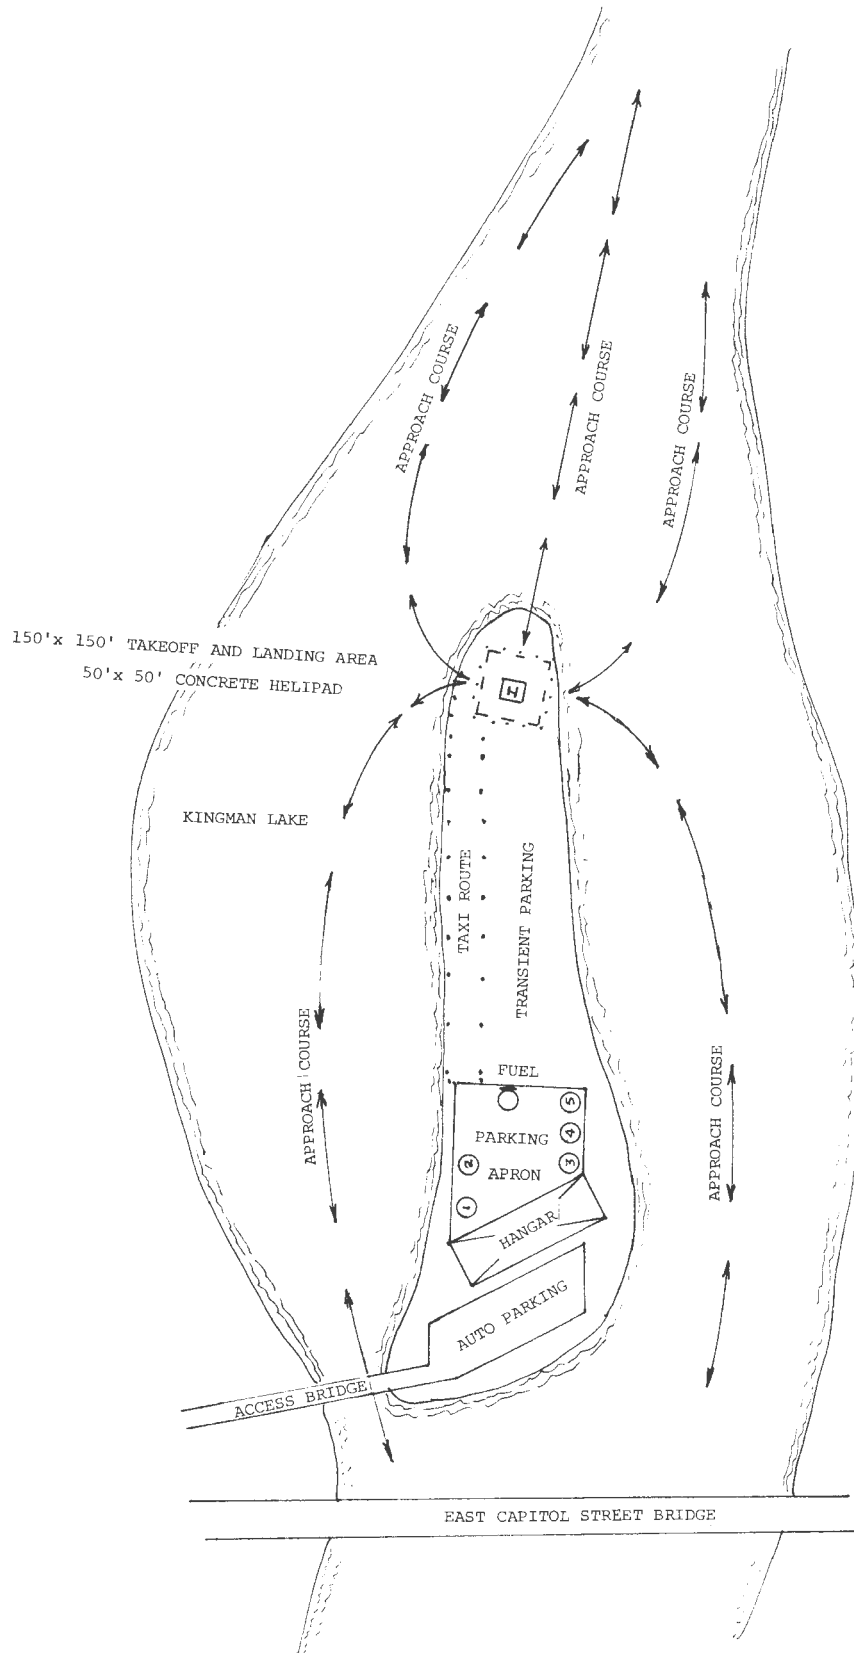 APPROACH COURSE
APPROACH COURSE
APPROACH COURSE
150'x 150' TAKEOFF AND LANDING AREA
50'x 50' CONCRETE HELIPAD
H
KINGMAN LAKE
TAXI ROUTE
TRANSIENT PARKING
APPROACH COURSE
FUEL
5
PARKING
4
APRON
2
3
1
APPROACH COURSE
HANGAR
AUTO PARKING
ACCESS BRIDGE
EAST CAPITOL STREET BRIDGE